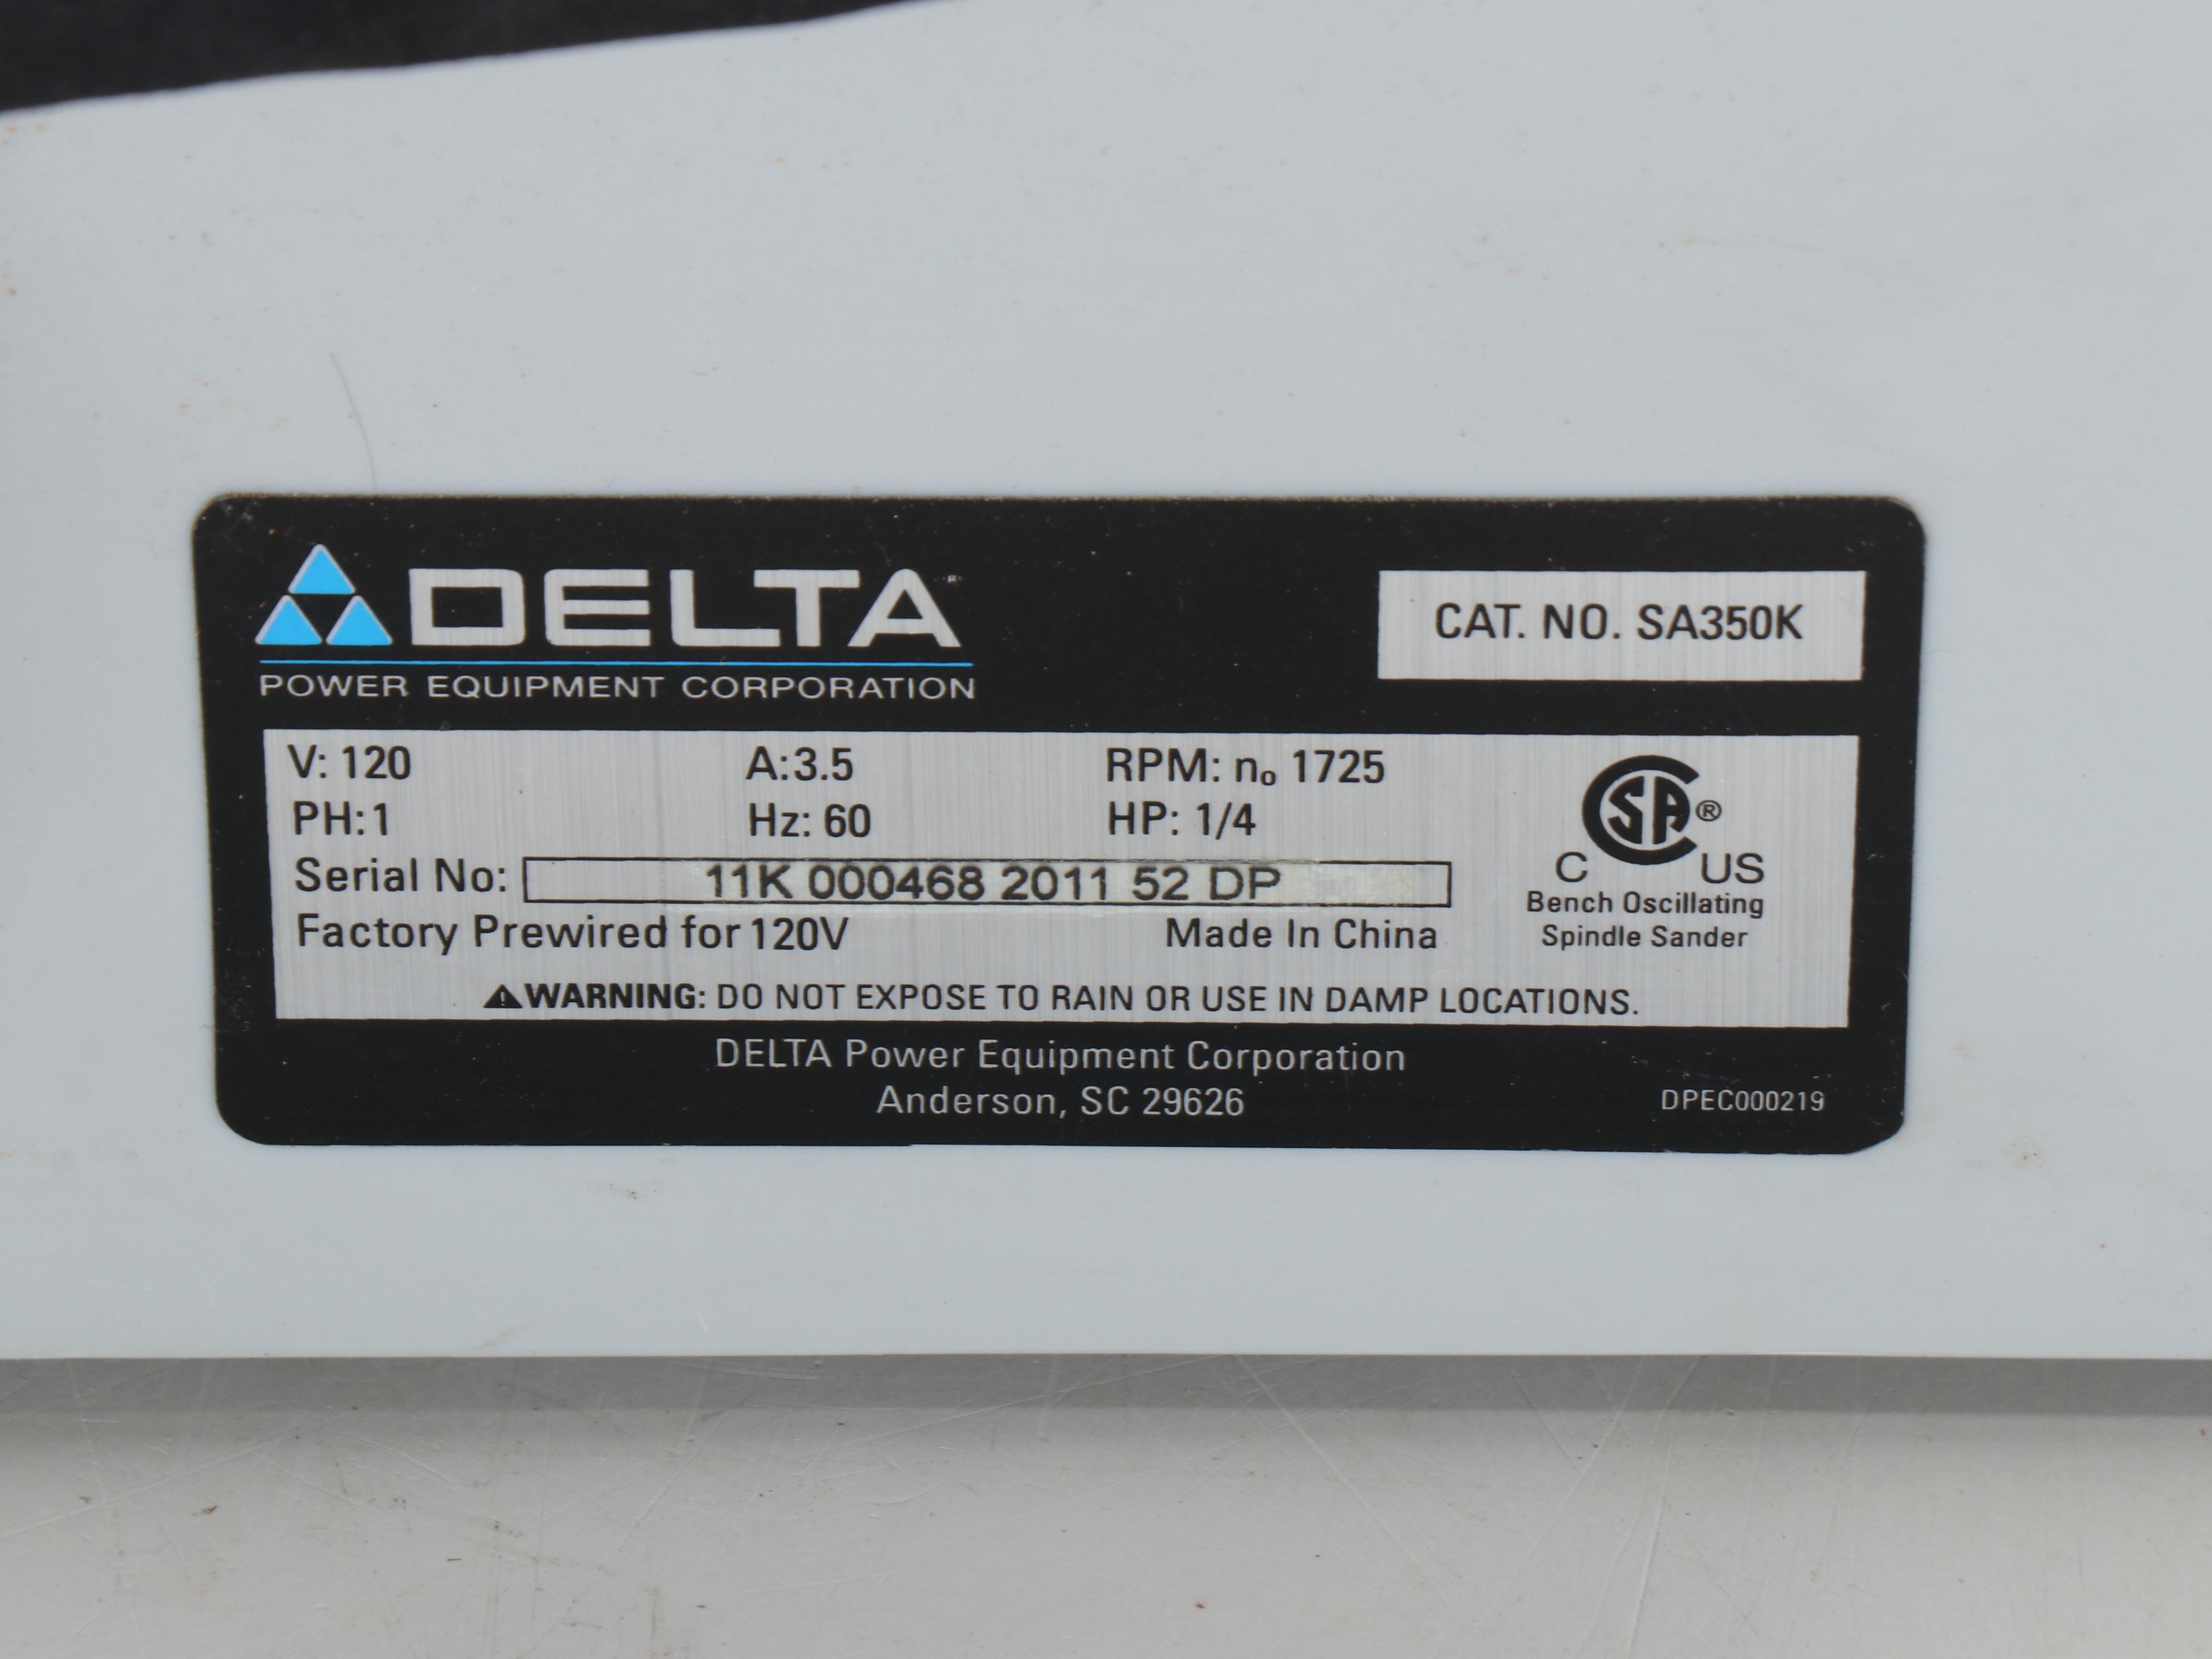 DELTA
POWER EQUIPMENT CORPORATION
CAT. NO. SA350K
V: 120 A:3.5 RPM: no 1725
PH:1 Hz: 60 HP: 1/4
Serial No: 11K 000468 2011 52 DP
Factory Prewired for 120V Made In China
SA®
C US
Bench Oscillating
Spindle Sander
WARNING: DO NOT EXPOSE TO RAIN OR USE IN DAMP LOCATIONS.
DELTA Power Equipment Corporation
Anderson, SC 29626
DPEC000219